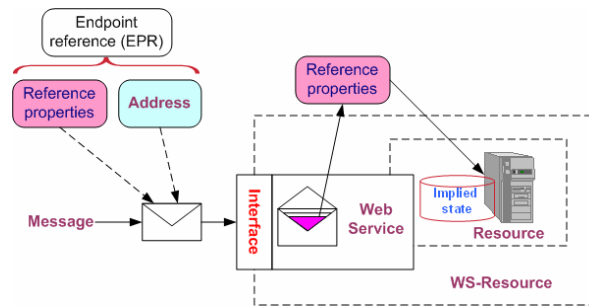 Endpoint
reference (EPR)
Reference
properties
Address
Reference
properties
Message
Interface
Web
Service
Implied
state
Resource
WS-Resource